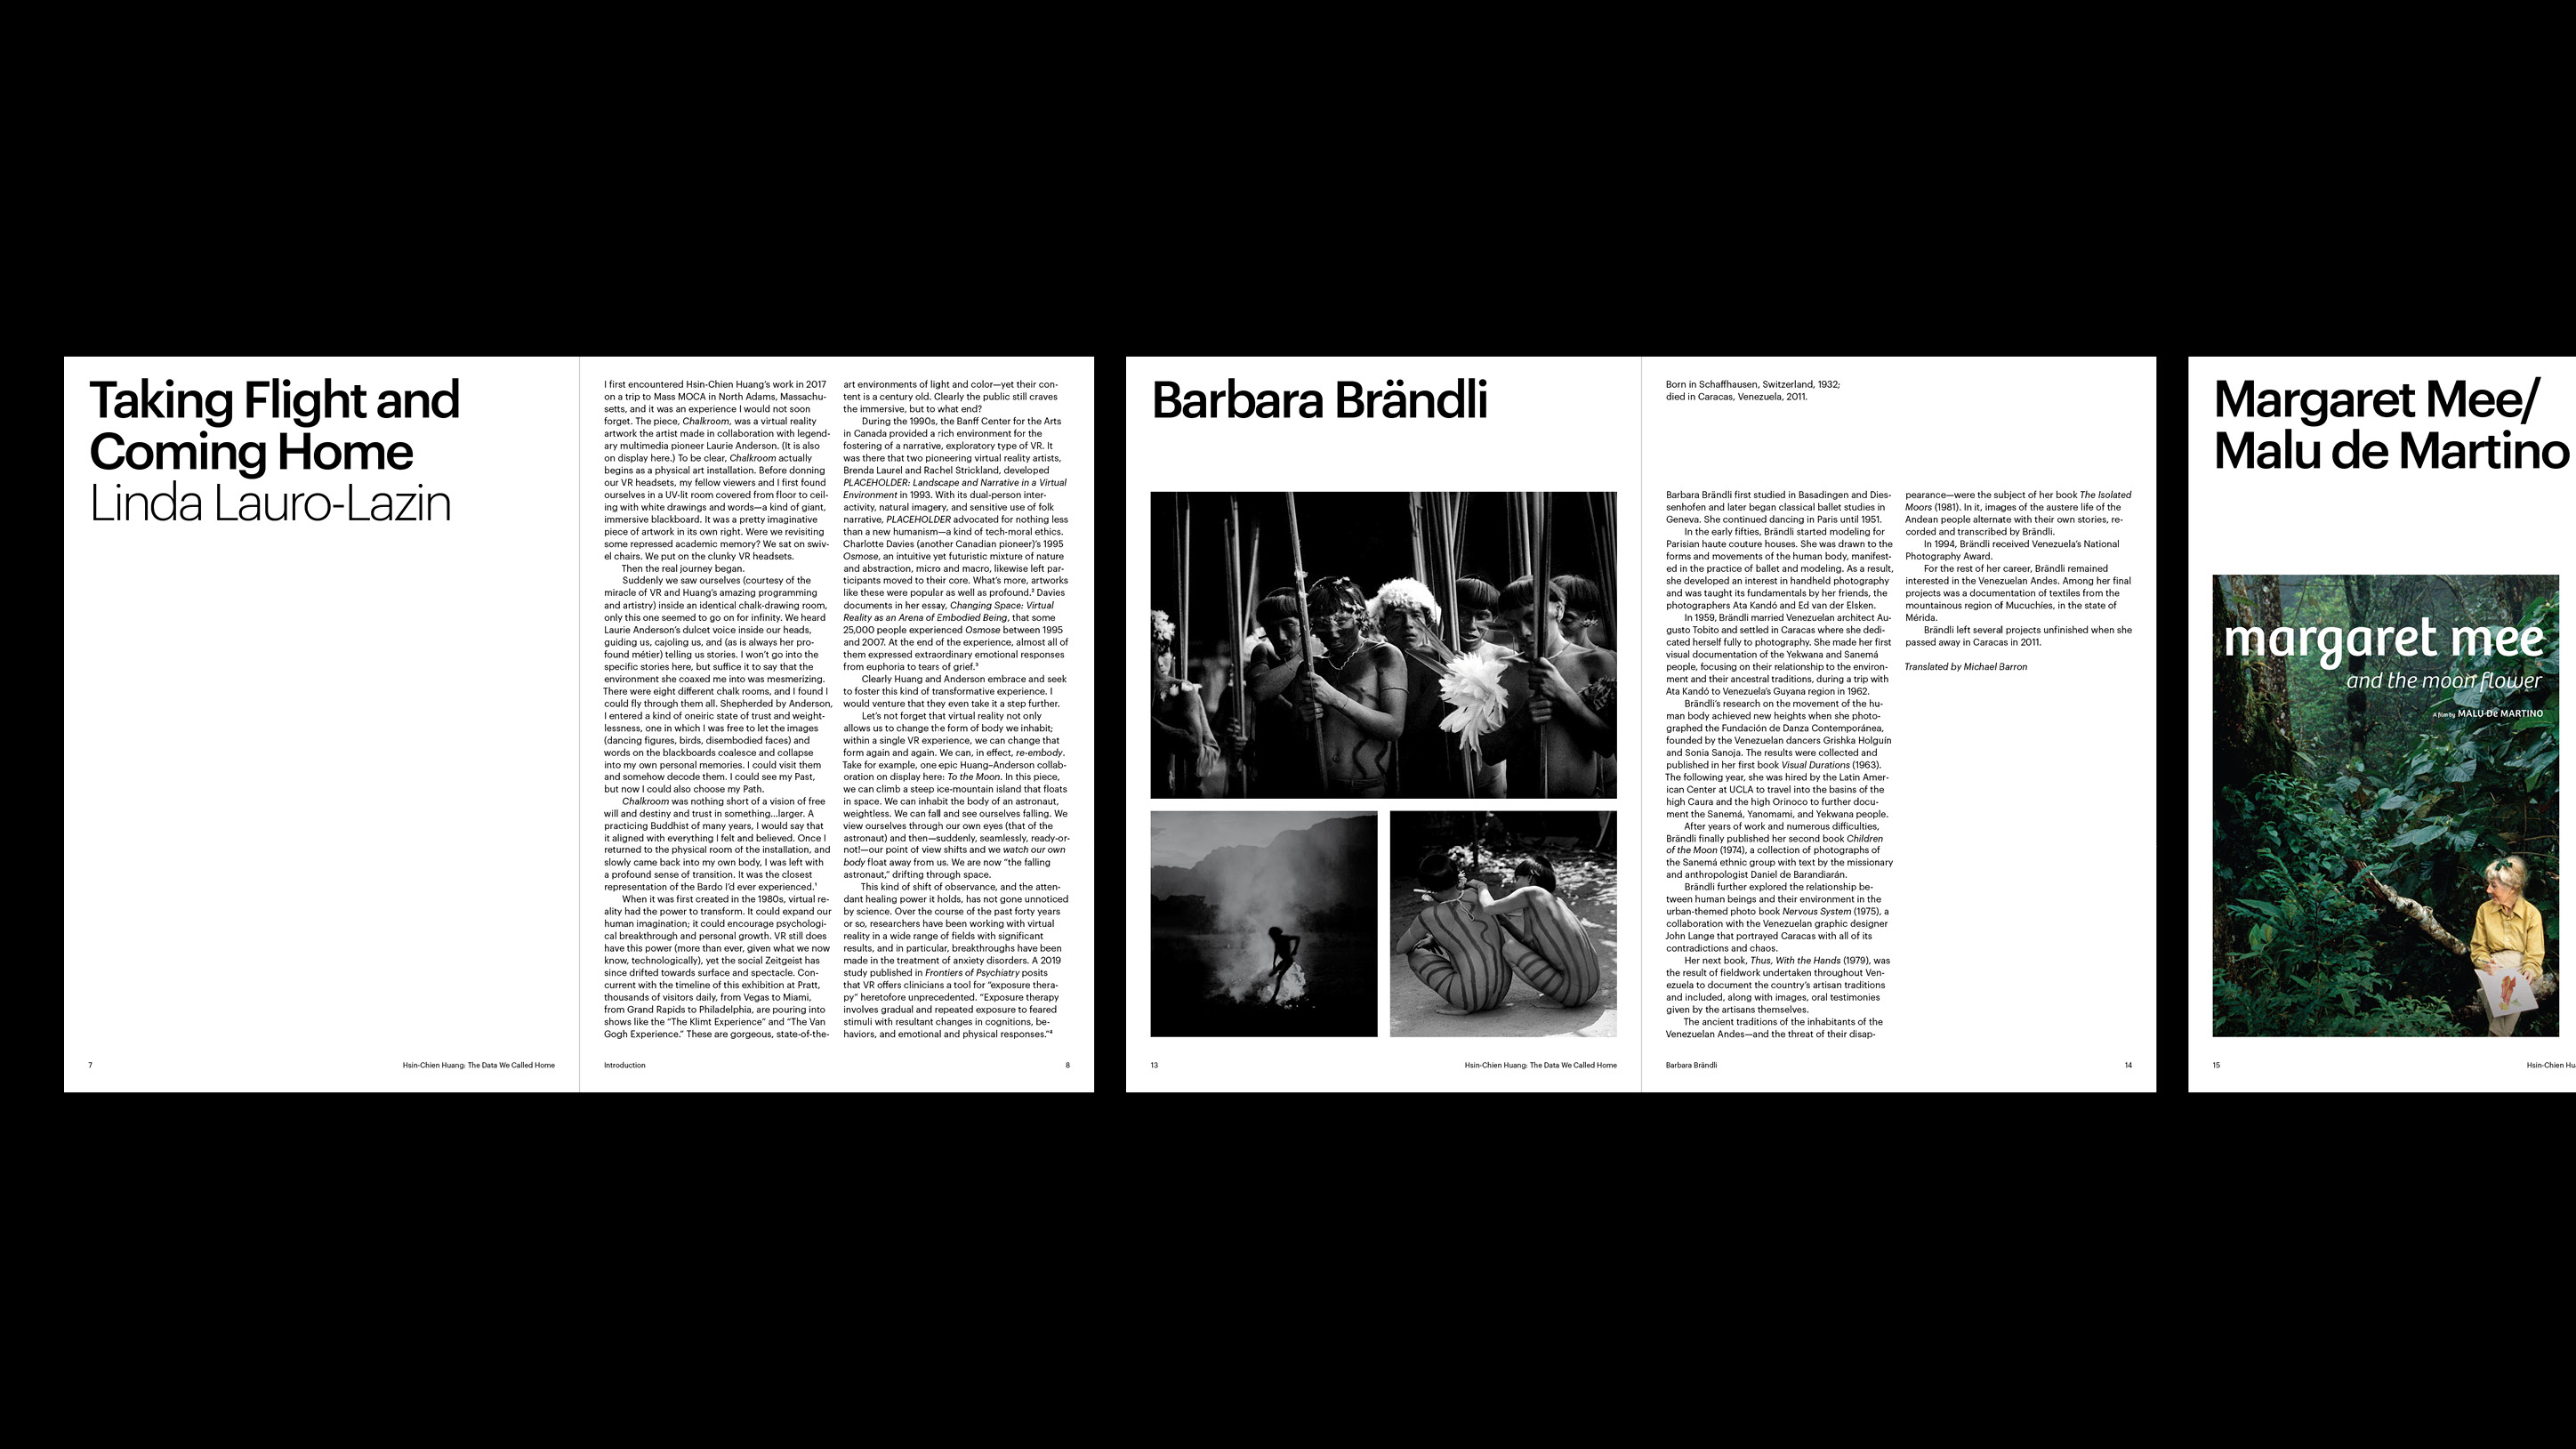 Taking Flight and
Coming Home
Linda Lauro-Lazin
7
Hsin-Chien Huang: The Data We Called Home
I first encountered Hsin-Chien Huang’s work in 2017
on a trip to Mass MOCA in North Adams, Massachu-
setts, and it was an experience I would not soon
forget. The piece, Chalkroom, was a virtual reality
artwork the artist made in collaboration with legend-
ary multimedia pioneer Laurie Anderson. (It is also
on display here.) To be clear, Chalkroom actually
begins as a physical art installation. Before donning
our VR headsets, my fellow viewers and I first found
ourselves in a UV-lit room covered from floor to ceil-
ing with white drawings and words—a kind of giant,
immersive blackboard. It was a pretty imaginative
piece of artwork in its own right. Were we revisiting
some repressed academic memory? We sat on swiv-
el chairs. We put on the clunky VR headsets.
Then the real journey began.
Suddenly we saw ourselves (courtesy of the
miracle of VR and Huang’s amazing programming
and artistry) inside an identical chalk-drawing room,
only this one seemed to go on for infinity. We heard
Laurie Anderson’s dulcet voice inside our heads,
guiding us, cajoling us, and (as is always her pro-
found métier) telling us stories. I won’t go into the
specific stories here, but suffice it to say that the
environment she coaxed me into was mesmerizing.
There were eight different chalk rooms, and I found I
could fly through them all. Shepherded by Anderson,
I entered a kind of oneiric state of trust and weight-
lessness, one in which I was free to let the images
(dancing figures, birds, disembodied faces) and
words on the blackboards coalesce and collapse
into my own personal memories. I could visit them
and somehow decode them. I could see my Past,
but now I could also choose my Path.
Chalkroom was nothing short of a vision of free
will and destiny and trust in something...larger. A
practicing Buddhist of many years, I would say that
it aligned with everything I felt and believed. Once I
returned to the physical room of the installation, and
slowly came back into my own body, I was left with
a profound sense of transition. It was the closest
representation of the Bardo I’d ever experienced.¹
When it was first created in the 1980s, virtual re-
ality had the power to transform. It could expand our
human imagination; it could encourage psychologi-
cal breakthrough and personal growth. VR still does
have this power (more than ever, given what we now
know, technologically), yet the social Zeitgeist has
since drifted towards surface and spectacle. Con-
current with the timeline of this exhibition at Pratt,
thousands of visitors daily, from Vegas to Miami,
from Grand Rapids to Philadelphia, are pouring into
shows like the “The Klimt Experience” and “The Van
Gogh Experience.” These are gorgeous, state-of-the-
art environments of light and color—yet their con-
tent is a century old. Clearly the public still craves
the immersive, but to what end?
During the 1990s, the Banff Center for the Arts
in Canada provided a rich environment for the
fostering of a narrative, exploratory type of VR. It
was there that two pioneering virtual reality artists,
Brenda Laurel and Rachel Strickland, developed
PLACEHOLDER: Landscape and Narrative in a Virtual
Environment in 1993. With its dual-person inter-
activity, natural imagery, and sensitive use of folk
narrative, PLACEHOLDER advocated for nothing less
than a new humanism—a kind of tech-moral ethics.
Charlotte Davies (another Canadian pioneer)’s 1995
Osmose, an intuitive yet futuristic mixture of nature
and abstraction, micro and macro, likewise left par-
ticipants moved to their core. What’s more, artworks
like these were popular as well as profound.² Davies
documents in her essay, Changing Space: Virtual
Reality as an Arena of Embodied Being, that some
25,000 people experienced Osmose between 1995
and 2007. At the end of the experience, almost all of
them expressed extraordinary emotional responses
from euphoria to tears of grief.³
Clearly Huang and Anderson embrace and seek
to foster this kind of transformative experience. I
would venture that they even take it a step further.
Let’s not forget that virtual reality not only
allows us to change the form of body we inhabit;
within a single VR experience, we can change that
form again and again. We can, in effect, re-embody.
Take for example, one epic Huang–Anderson collab-
oration on display here: To the Moon. In this piece,
we can climb a steep ice-mountain island that floats
in space. We can inhabit the body of an astronaut,
weightless. We can fall and see ourselves falling. We
view ourselves through our own eyes (that of the
astronaut) and then—suddenly, seamlessly, ready-or-
not!—our point of view shifts and we watch our own
body float away from us. We are now “the falling
astronaut,” drifting through space.
This kind of shift of observance, and the atten-
dant healing power it holds, has not gone unnoticed
by science. Over the course of the past forty years
or so, researchers have been working with virtual
reality in a wide range of fields with significant
results, and in particular, breakthroughs have been
made in the treatment of anxiety disorders. A 2019
study published in Frontiers of Psychiatry posits
that VR offers clinicians a tool for “exposure thera-
py” heretofore unprecedented. “Exposure therapy
involves gradual and repeated exposure to feared
stimuli with resultant changes in cognitions, be-
haviors, and emotional and physical responses.”⁴
Introduction
8
Barbara Brändli
13
Hsin-Chien Huang: The Data We Called Home
Born in Schaffhausen, Switzerland, 1932;
died in Caracas, Venezuela, 2011.
Barbara Brändli first studied in Basadingen and Dies-
senhofen and later began classical ballet studies in
Geneva. She continued dancing in Paris until 1951.
In the early fifties, Brändli started modeling for
Parisian haute couture houses. She was drawn to the
forms and movements of the human body, manifest-
ed in the practice of ballet and modeling. As a result,
she developed an interest in handheld photography
and was taught its fundamentals by her friends, the
photographers Ata Kandó and Ed van der Elsken.
In 1959, Brändli married Venezuelan architect Au-
gusto Tobito and settled in Caracas where she dedi-
cated herself fully to photography. She made her first
visual documentation of the Yekwana and Sanemá
people, focusing on their relationship to the environ-
ment and their ancestral traditions, during a trip with
Ata Kandó to Venezuela’s Guyana region in 1962.
Brändli’s research on the movement of the hu-
man body achieved new heights when she photo-
graphed the Fundación de Danza Contemporánea,
founded by the Venezuelan dancers Grishka Holguín
and Sonia Sanoja. The results were collected and
published in her first book Visual Durations (1963).
The following year, she was hired by the Latin Amer-
ican Center at UCLA to travel into the basins of the
high Caura and the high Orinoco to further docu-
ment the Sanemá, Yanomami, and Yekwana people.
After years of work and numerous difficulties,
Brändli finally published her second book Children
of the Moon (1974), a collection of photographs of
the Sanemá ethnic group with text by the missionary
and anthropologist Daniel de Barandiarán.
Brändli further explored the relationship be-
tween human beings and their environment in the
urban-themed photo book Nervous System (1975), a
collaboration with the Venezuelan graphic designer
John Lange that portrayed Caracas with all of its
contradictions and chaos.
Her next book, Thus, With the Hands (1979), was
the result of fieldwork undertaken throughout Ven-
ezuela to document the country’s artisan traditions
and included, along with images, oral testimonies
given by the artisans themselves.
The ancient traditions of the inhabitants of the
Venezuelan Andes—and the threat of their disap-
pearance—were the subject of her book The Isolated
Moors (1981). In it, images of the austere life of the
Andean people alternate with their own stories, re-
corded and transcribed by Brändli.
In 1994, Brändli received Venezuela’s National
Photography Award.
For the rest of her career, Brändli remained
interested in the Venezuelan Andes. Among her final
projects was a documentation of textiles from the
mountainous region of Mucuchíes, in the state of
Mérida.
Brändli left several projects unfinished when she
passed away in Caracas in 2011.
Translated by Michael Barron
Barbara Brändli
14
Margaret Mee/
Malu de Martino
margaret mee
and the moon flower
A film by MALU De MARTINO
15
Hsin-Chien Hu